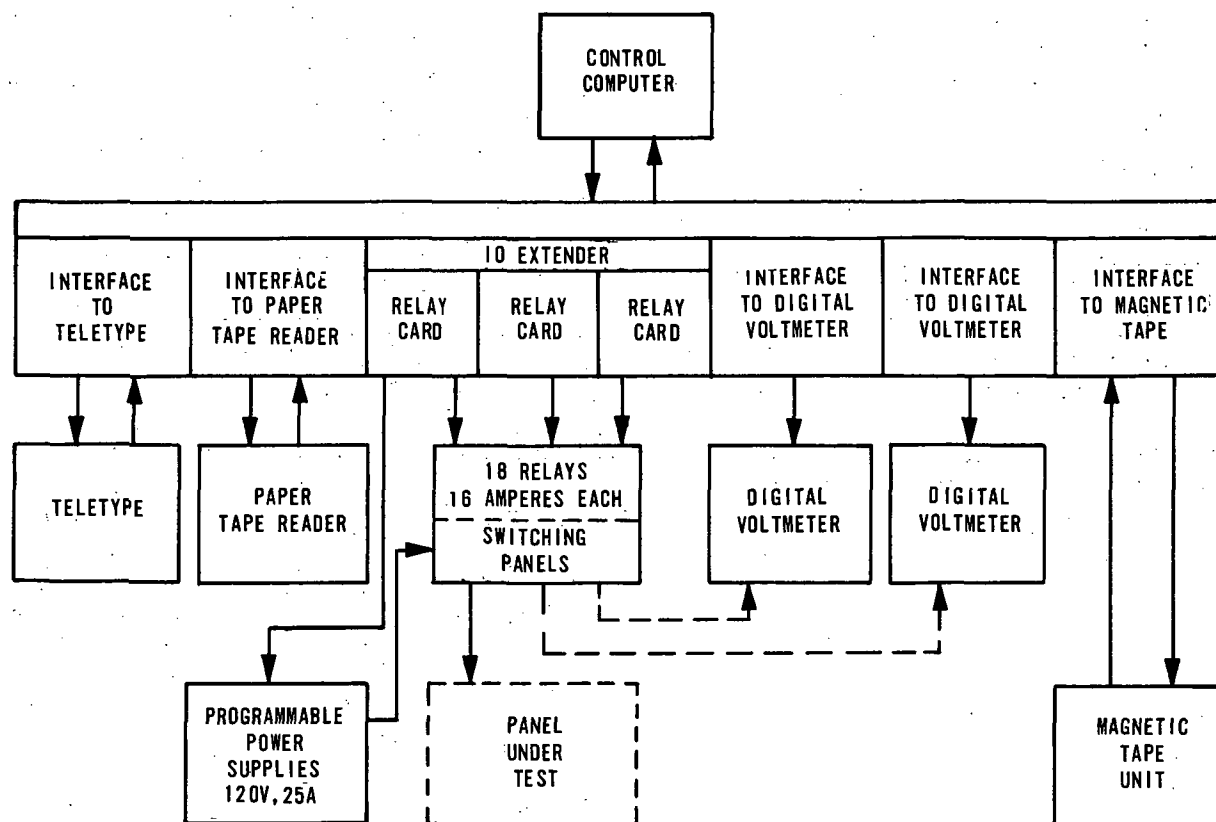 CONTROL
COMPUTER
IO EXTENDER
INTERFACE
TO
TELETYPE
INTERFACE
TO PAPER
TAPE READER
RELAY
CARD
RELAY
CARD
RELAY
CARD
INTERFACE
TO DIGITAL
VOLTMETER
INTERFACE
TO DIGITAL
VOLTMETER
INTERFACE
TO MAGNETIC
TAPE
TELETYPE
PAPER
TAPE READER
18 RELAYS
16 AMPERES EACH
SWITCHING
PANELS
DIGITAL
VOLTMETER
DIGITAL
VOLTMETER
PROGRAMMABLE
POWER
SUPPLIES
120V, 25A
PANEL
UNDER
TEST
MAGNETIC
TAPE
UNIT